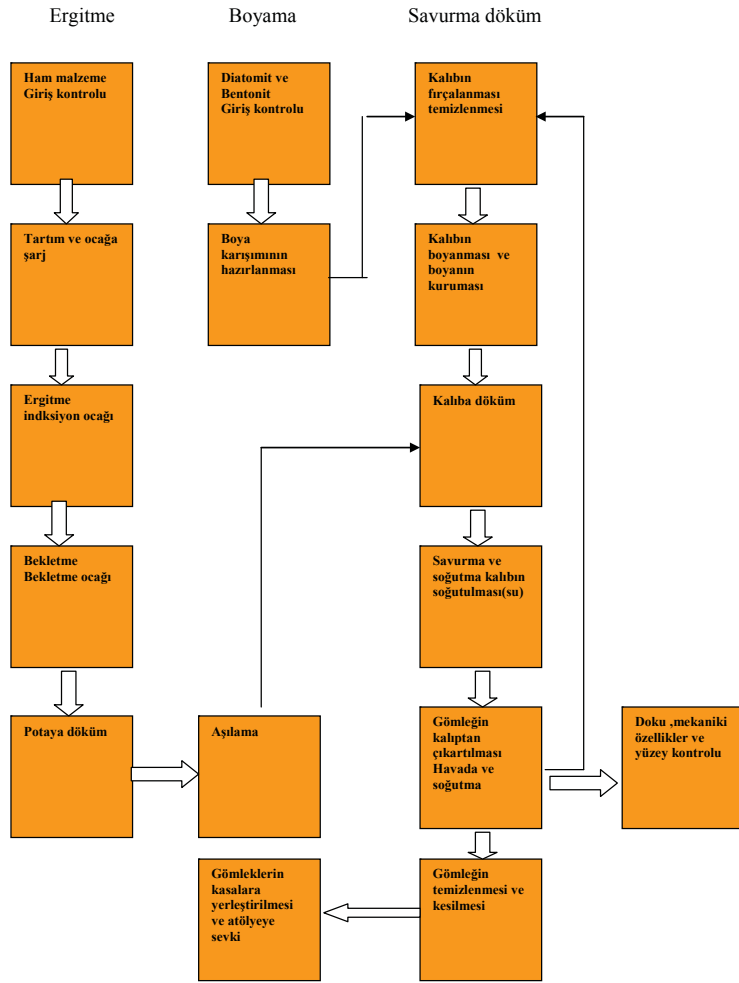 Ergitme
Boyama
Savurma döküm
Ham malzeme
Giriş kontrolu
Diatomit ve
Bentonit
Giriş kontrolu
Kalıbın
fırçalanması
temizlenmesi
Tartım ve ocağa
şarj
Boya
karışımının
hazırlanması
Kalıbın
boyanması ve
boyanın
kuruması
Ergitme
indksiyon ocağı
Kalıba döküm
Bekletme
Bekletme ocağı
Savurma ve
soğutma kalıbın
soğutulması(su)
Potaya döküm
Aşılama
Gömleğin
kalıptan
çıkartılması
Havada ve
soğutma
Doku ,mekaniki
özellikler ve
yüzey kontrolu
Gömleklerin
kasalara
yerleştirilmesi
ve atölyeye
sevki
Gömleğin
temizlenmesi ve
kesilmesi